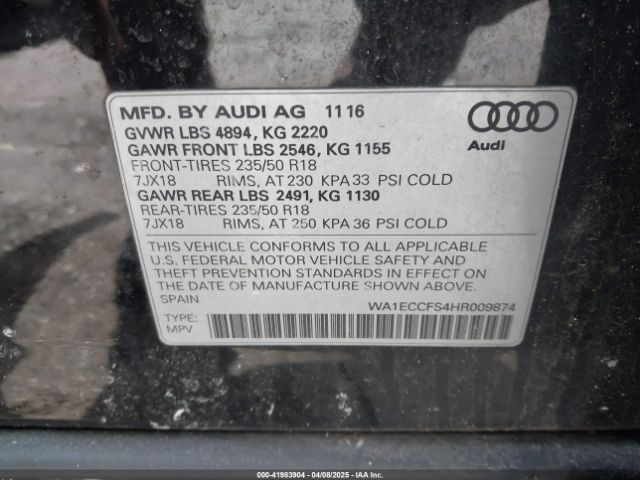 MFD. BY AUDI AG 11 16
GVWR LBS 4894, KG 2220
GAWR FRONT LBS 2546, KG 1155
FRONT-TIRES 235/50 R18
7JX18 RIMS, AT 230 KPA 33 PSI COLD
GAWR REAR LBS 2491, KG 1130
REAR-TIRES 235/50 R18
7JX18 RIMS, AT 250 KPA 36 PSI COLD
Audi
THIS VEHICLE CONFORMS TO ALL APPLICABLE
U.S. FEDERAL MOTOR VEHICLE SAFETY AND
THEFT PREVENTION STANDARDS IN EFFECT ON
THE DATE OF MANUFACTURE SHOWN ABOVE.
SPAIN
WA1ECCFS4HR009874
TYPE:
MPV
000-41983904 - 04/08/2025 - COPYRIGHTED IAA, LLC.